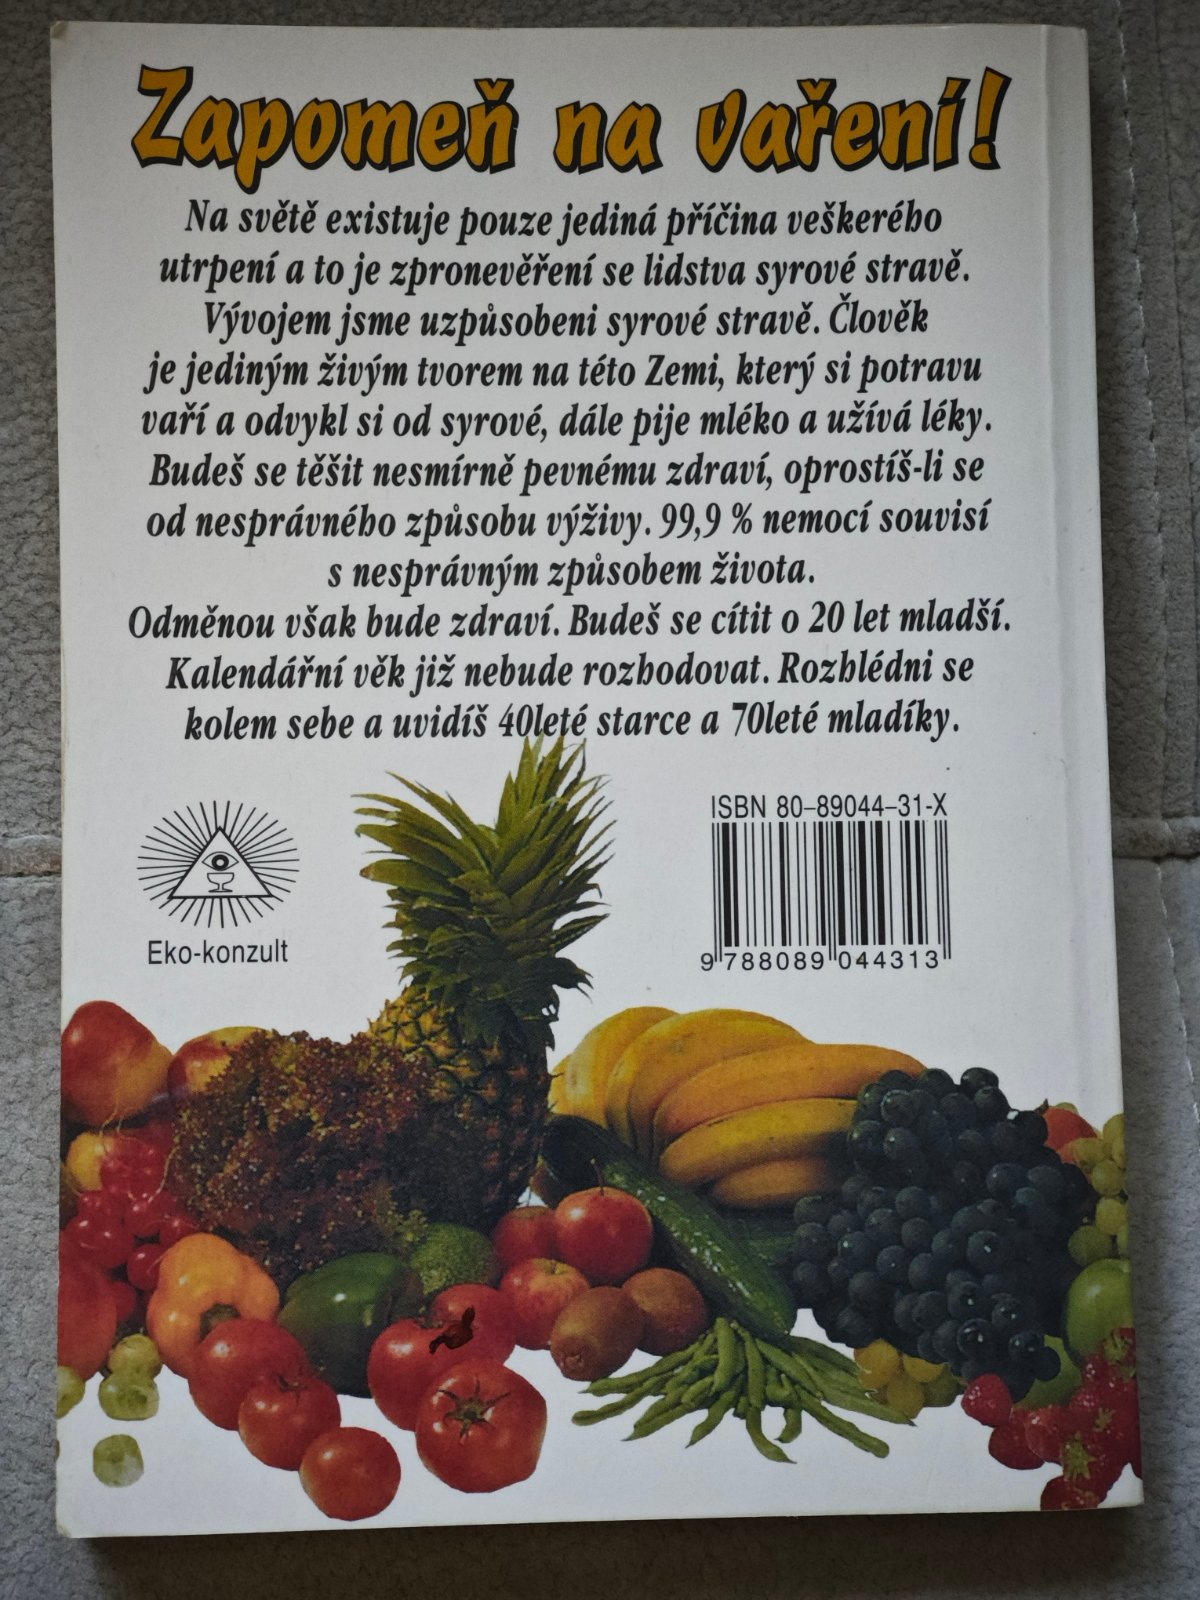 Zapomeň na vaření!
Na světě existuje pouze jediná příčina veškerého
utrpení a to je zpronevěření se lidstva syrové stravě.
Vývojem jsme uzpůsobeni syrové stravě. Člověk
je jediným živým tvorem na této Zemi, který si potravu
vaří a odvykl si od syrové, dále pije mléko a užívá léky.
Budeš se těšit nesmírně pevnému zdraví, oprostíš-li se
od nesprávného způsobu výživy. 99,9 % nemocí souvisí
s nesprávným způsobem života.
Odměnou však bude zdraví. Budeš se cítit o 20 let mladší.
Kalendářní věk již nebude rozhodovat. Rozhlédni se
kolem sebe a uvidíš 40leté starce a 70leté mladíky.
Eko-konzult
ISBN 80-89044-31-X
9 788089 044313